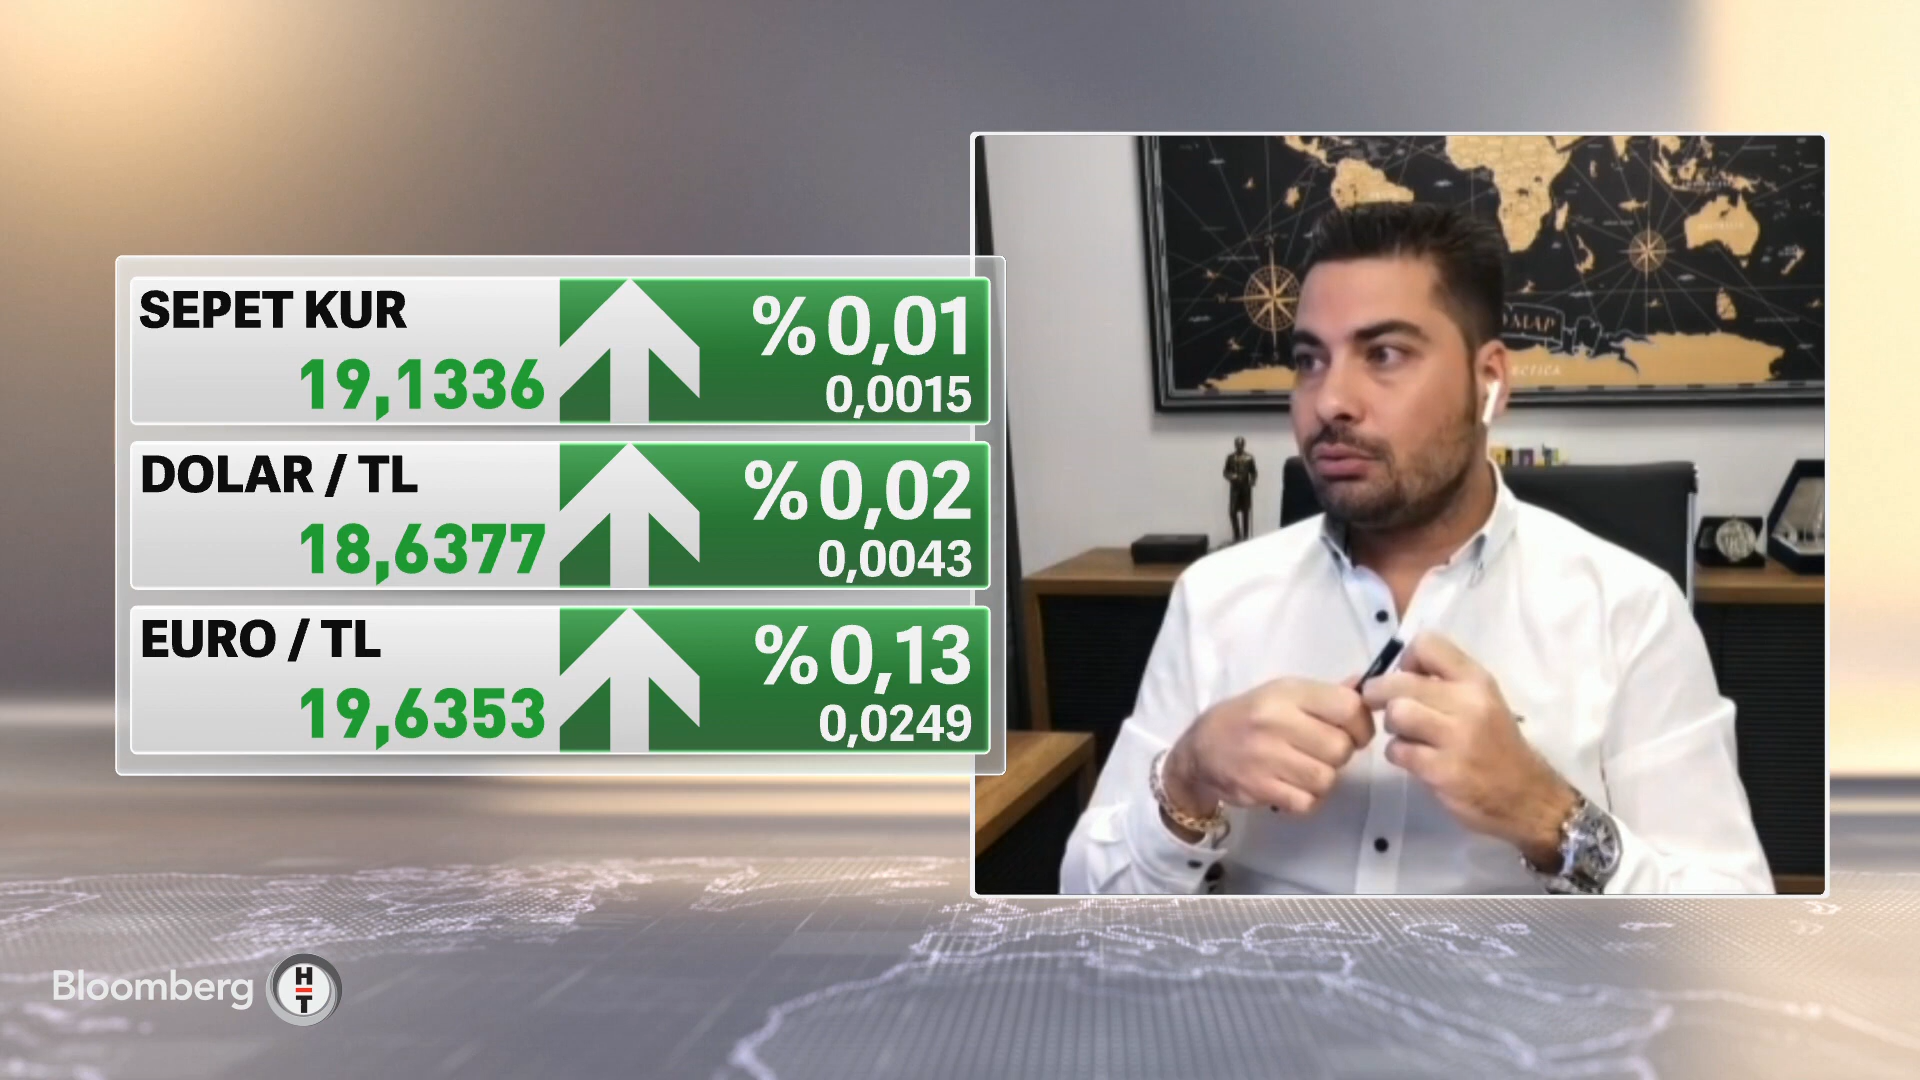 SEPET KUR
19,1336
%0,01
0,0015
DOLAR / TL
18,6377
%0,02
0,0043
EURO / TL
19,6353
%0,13
0,0249
MAP
Bloomberg HT